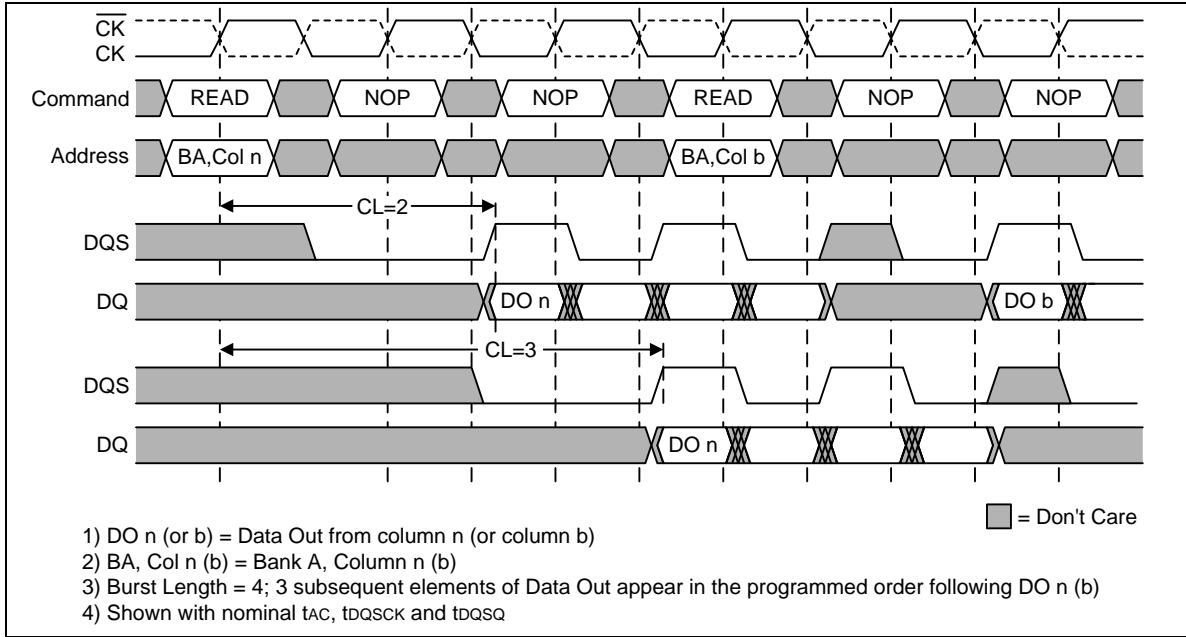 CK
CK
Command READ NOP NOP READ NOP NOP
Address BA,Col n BA,Col b
CL=2
DQS
DQ DO n DO b
CL=3
DQS
DQ DO n
= Don't Care
1) DO n (or b) = Data Out from column n (or column b)
2) BA, Col n (b) = Bank A, Column n (b)
3) Burst Length = 4; 3 subsequent elements of Data Out appear in the programmed order following DO n (b)
4) Shown with nominal tAC, tDQSCK and tDQSQ